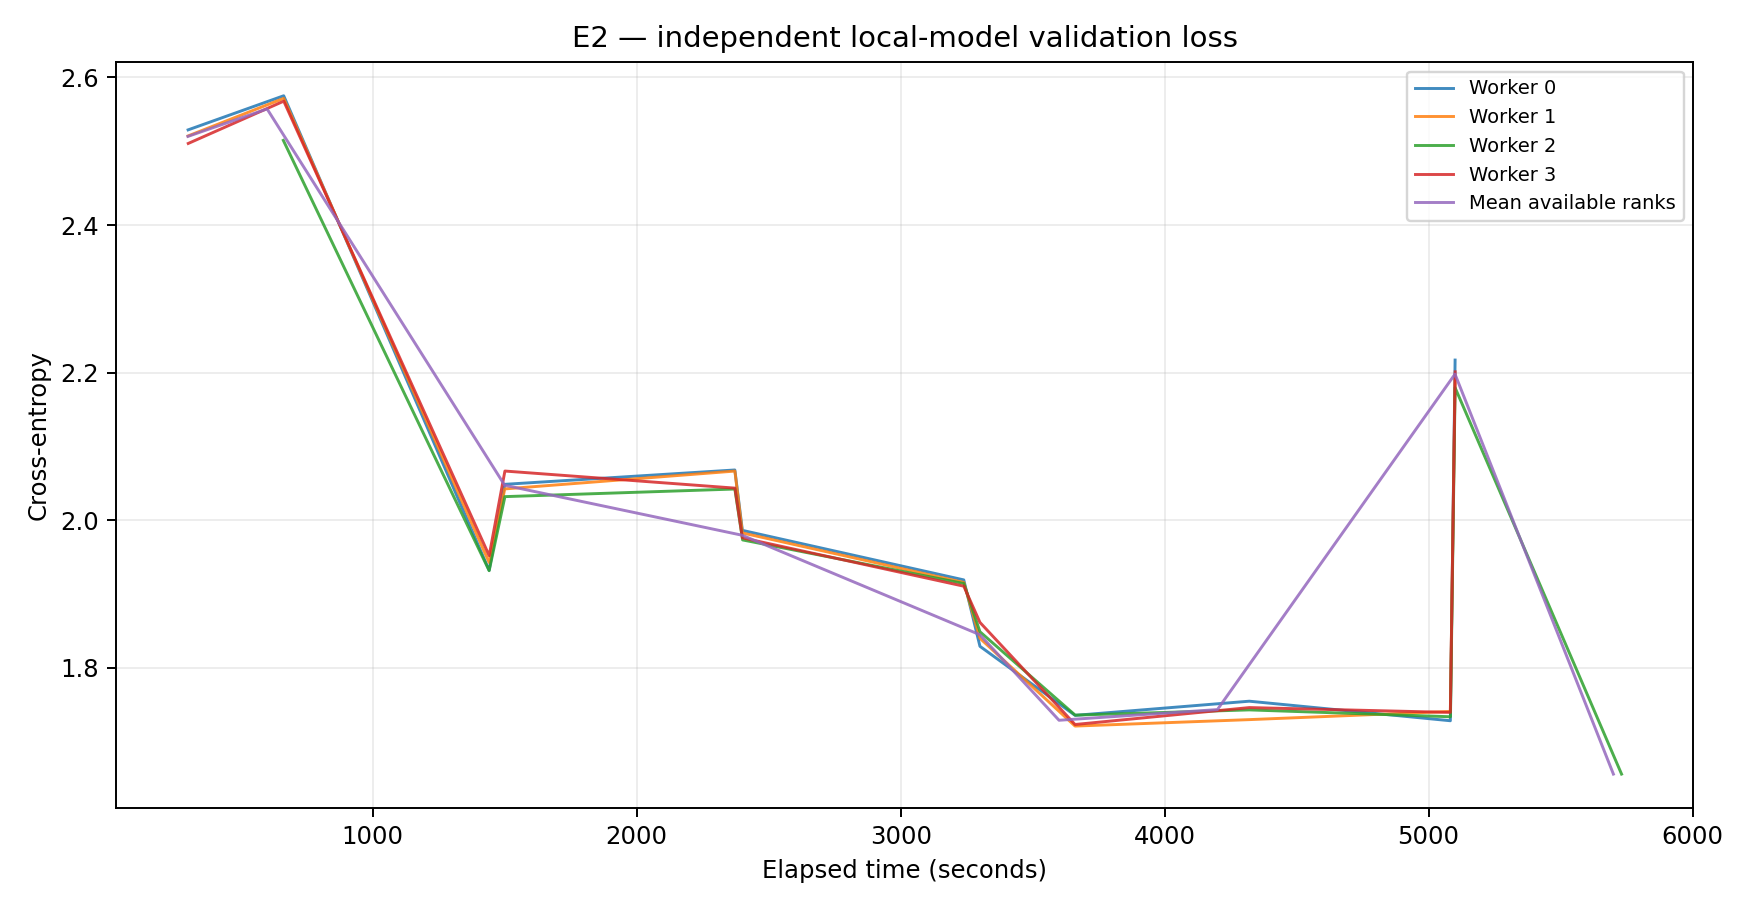 E2 — independent local-model validation loss
Worker 0
Worker 1
Worker 2
Worker 3
Mean available ranks
Cross-entropy
2.6
2.4
2.2
2.0
1.8
1000
2000
3000
4000
5000
6000
Elapsed time (seconds)